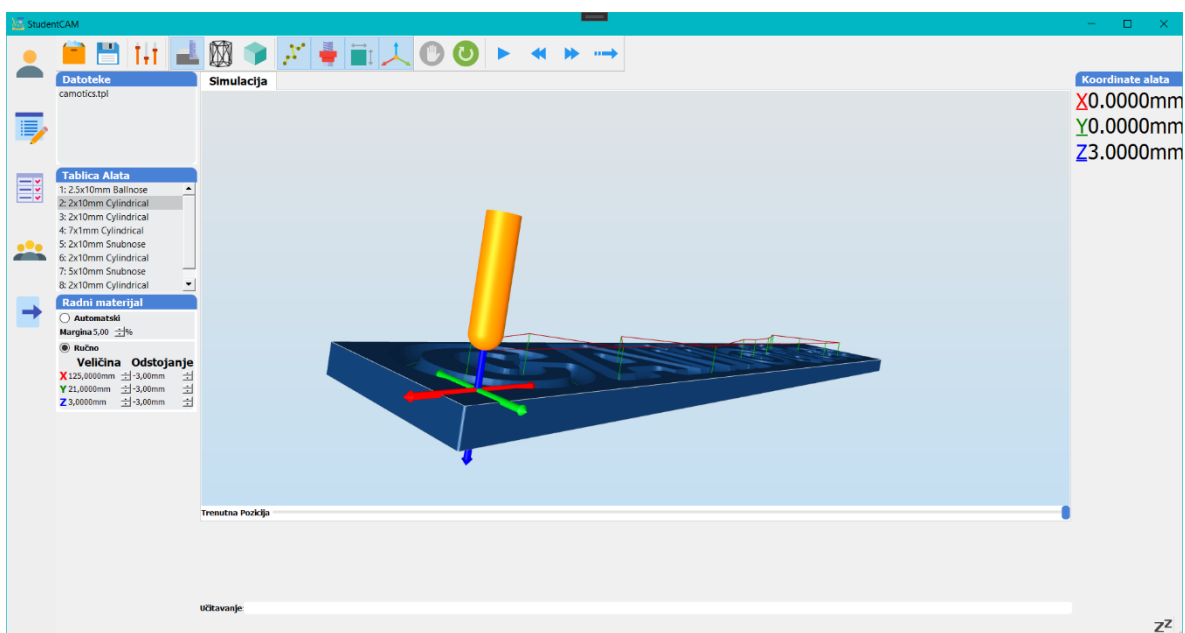 StudentCAM
Datoteke
camotics.tpl
Tablica Alata
1: 2.5x10mm Ballnose
2: 2x10mm Cylindrical
3: 2x10mm Cylindrical
4: 7x1mm Cylindrical
5: 2x10mm Snubnose
6: 2x10mm Cylindrical
7: 5x10mm Snubnose
8: 2x10mm Cylindrical
Radni materijal
Automatski
Margina 5,00 %
Ručno
Veličina Odstojanje
X 125,0000mm -3,00mm
Y 21,0000mm -3,00mm
Z 3,0000mm -3,00mm
Simulacija
Trenutna Pozicija
Učitavanje:
Koordinate alata
X0.0000mm
Y0.0000mm
Z3.0000mm
zZ